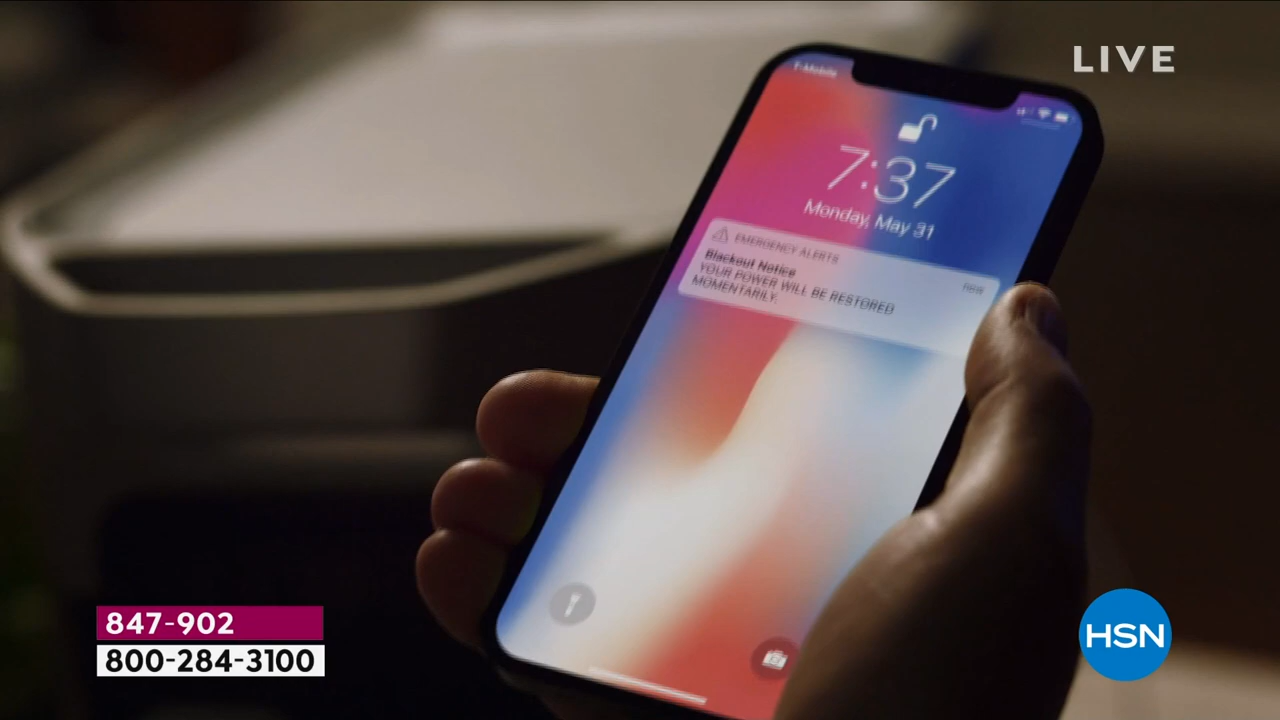 LIVE
T-Mobile
7:37
Monday, May 31
EMERGENCY ALERTS
now
Blackout Notice
YOUR POWER WILL BE RESTORED
MOMENTARILY.
847-902
800-284-3100
HSN